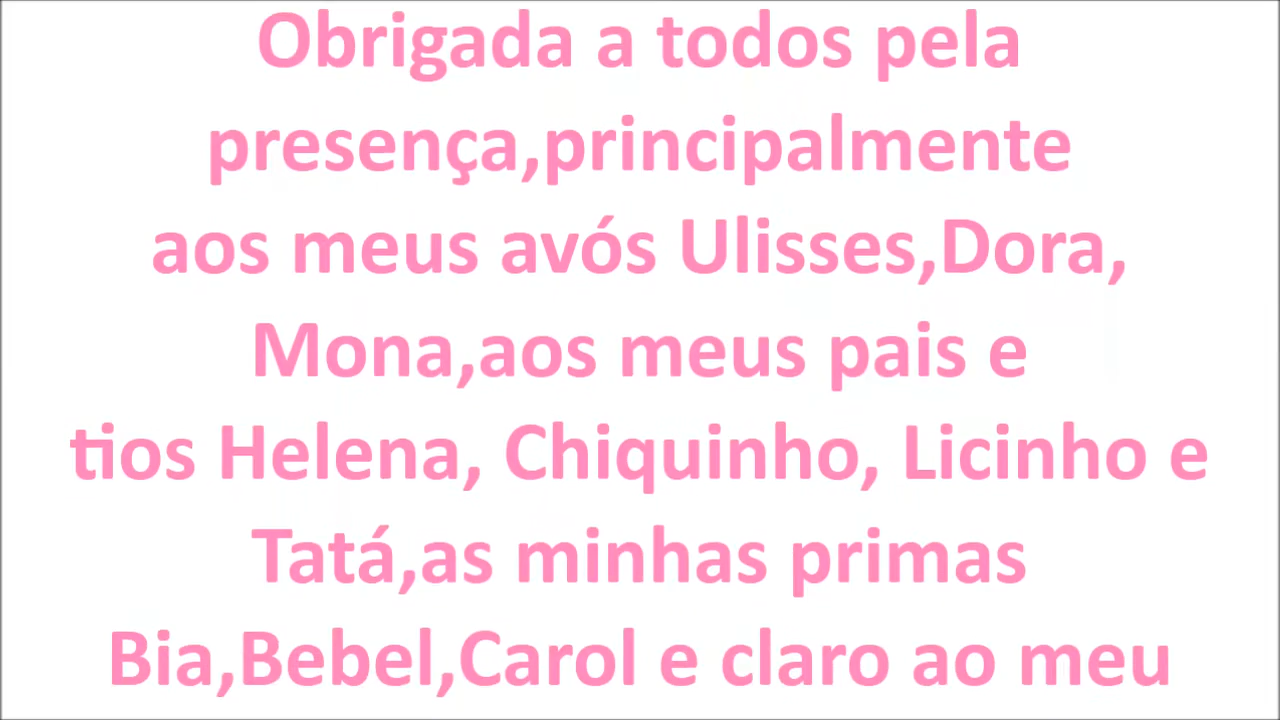 Obrigada a todos pela
presença,principalmente
aos meus avós Ulisses,Dora,
Mona,aos meus pais e
tios Helena, Chiquinho, Licinho e
Tatá,as minhas primas
Bia,Bebel,Carol e claro ao meu